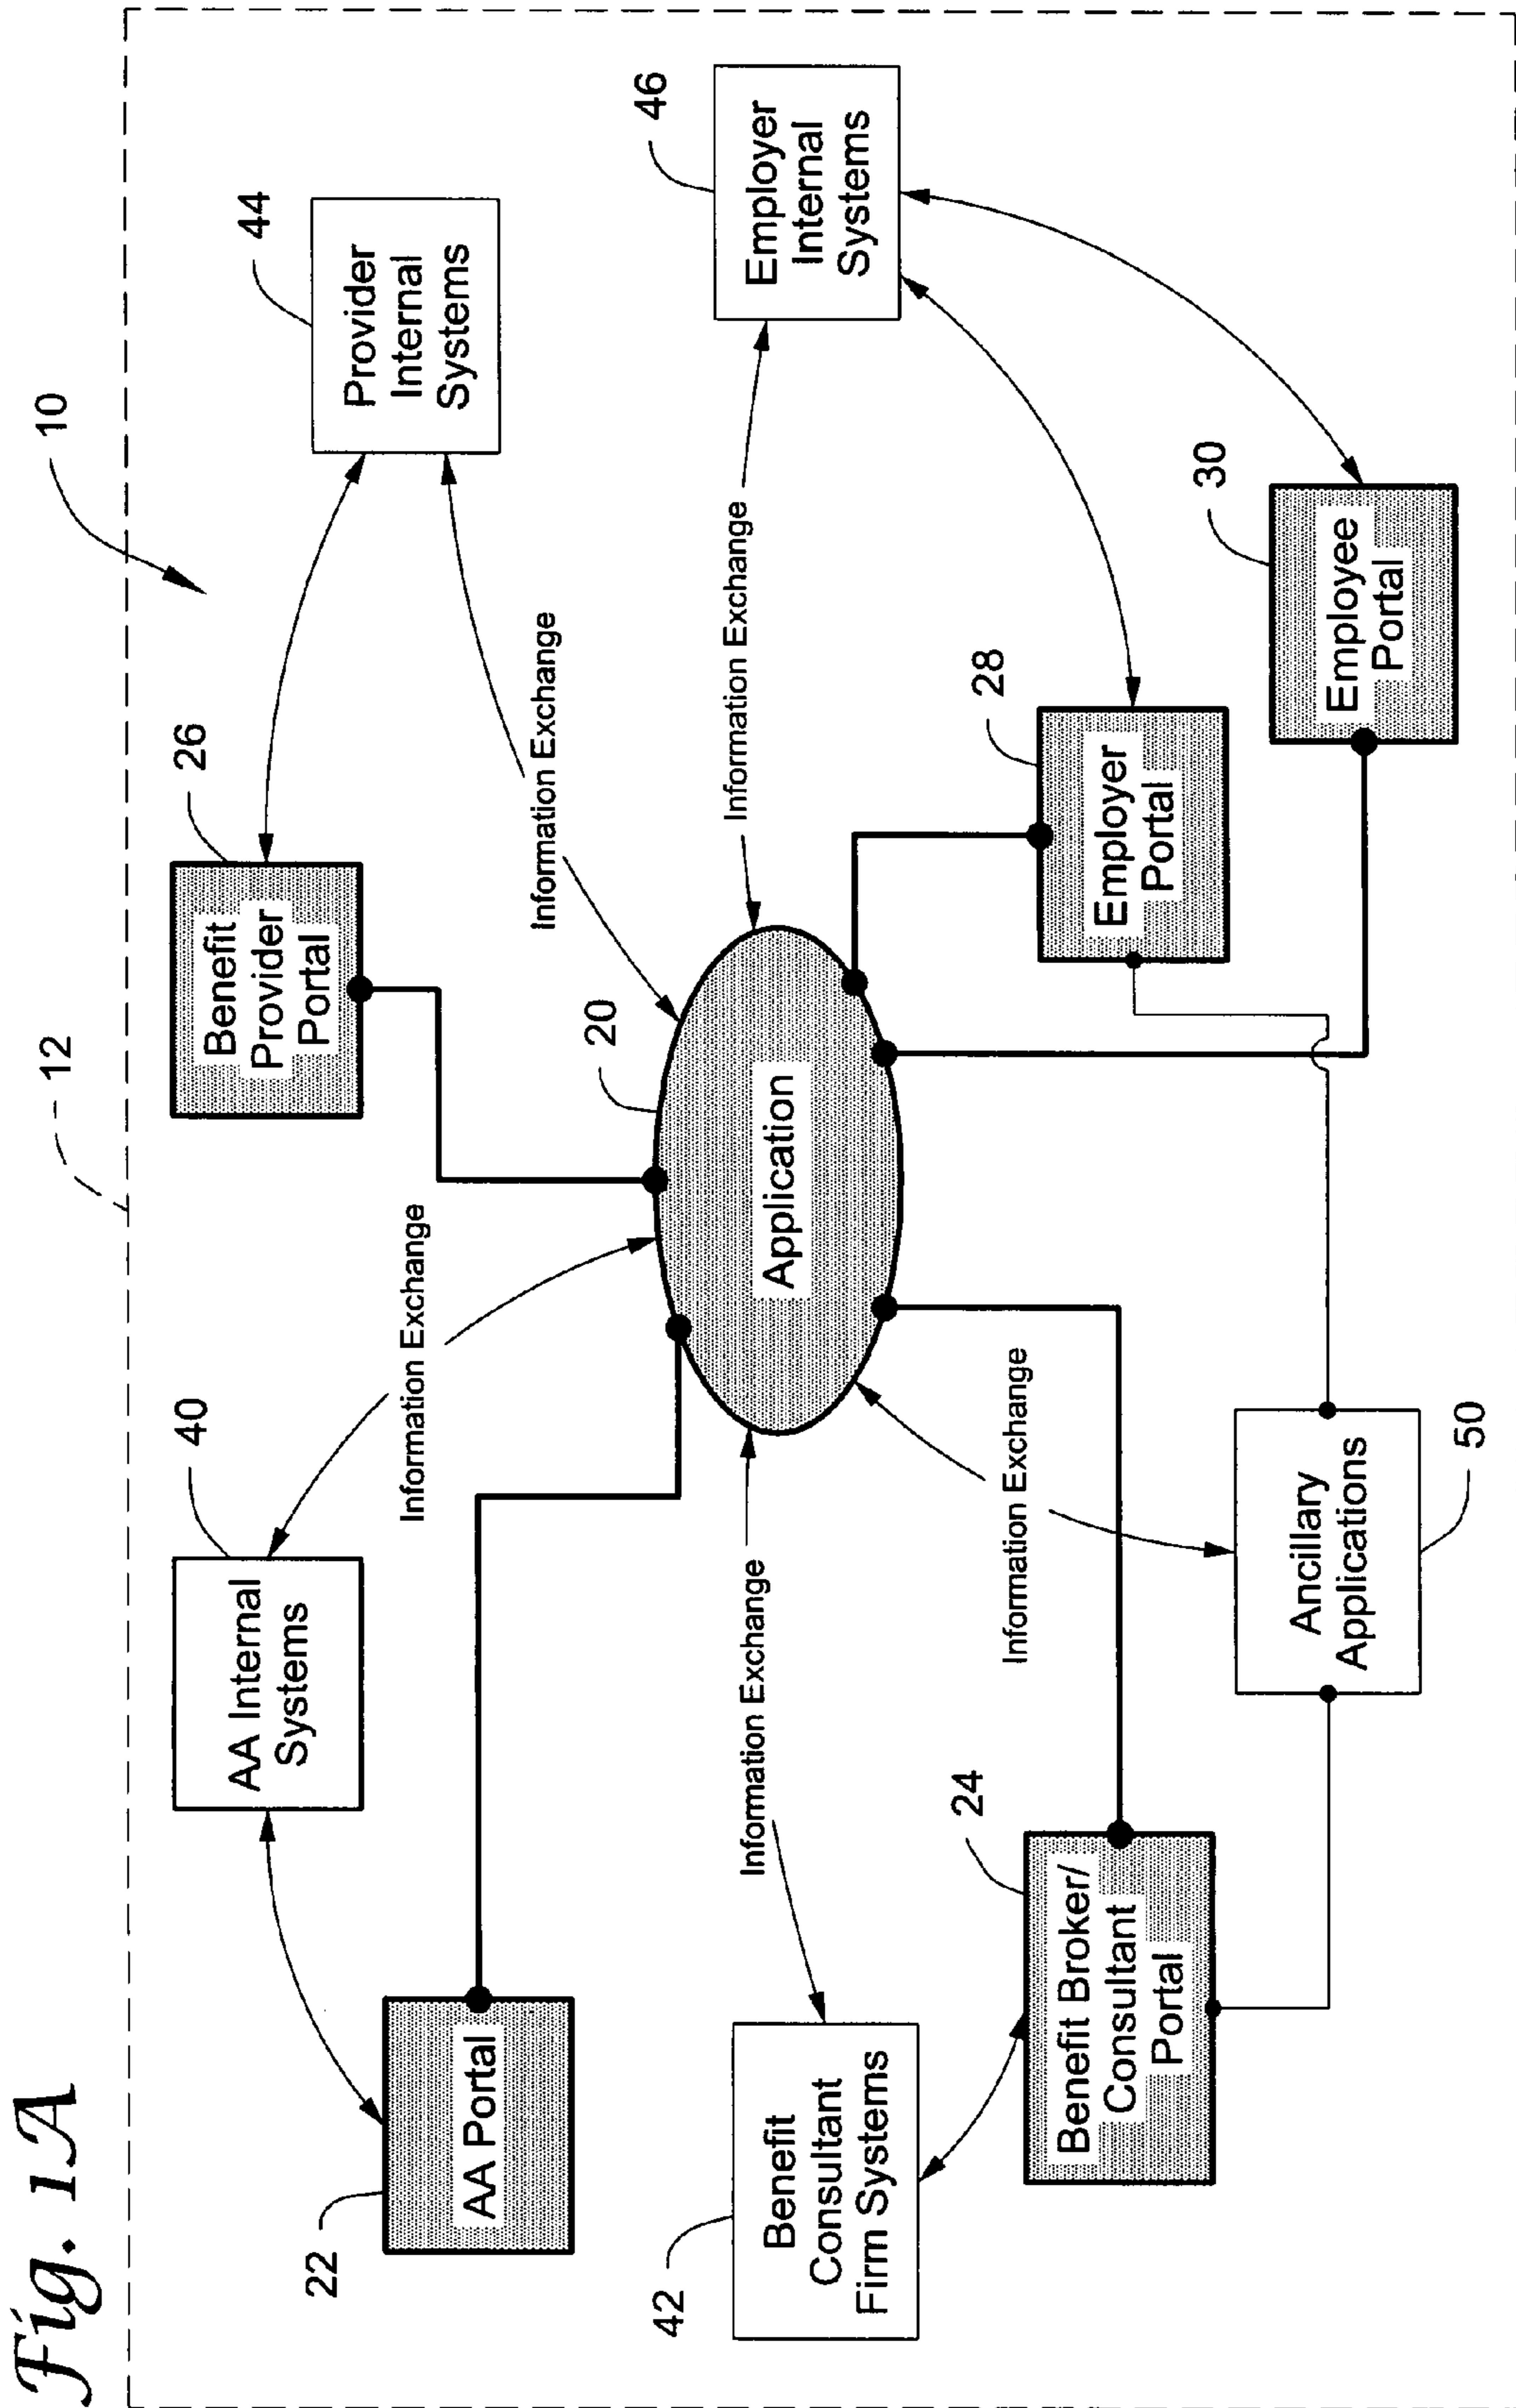 Fig. 1A
12
10
40
AA Internal
Systems
26
Benefit
Provider
Portal
44
Provider
Internal
Systems
22
AA Portal
Information Exchange
Information Exchange
20
Application
42
Benefit
Consultant
Firm Systems
Information Exchange
Information Exchange
46
Employer
Internal
Systems
24
Benefit Broker/
Consultant
Portal
Information Exchange
28
Employer
Portal
30
Employee
Portal
Ancillary
Applications
50